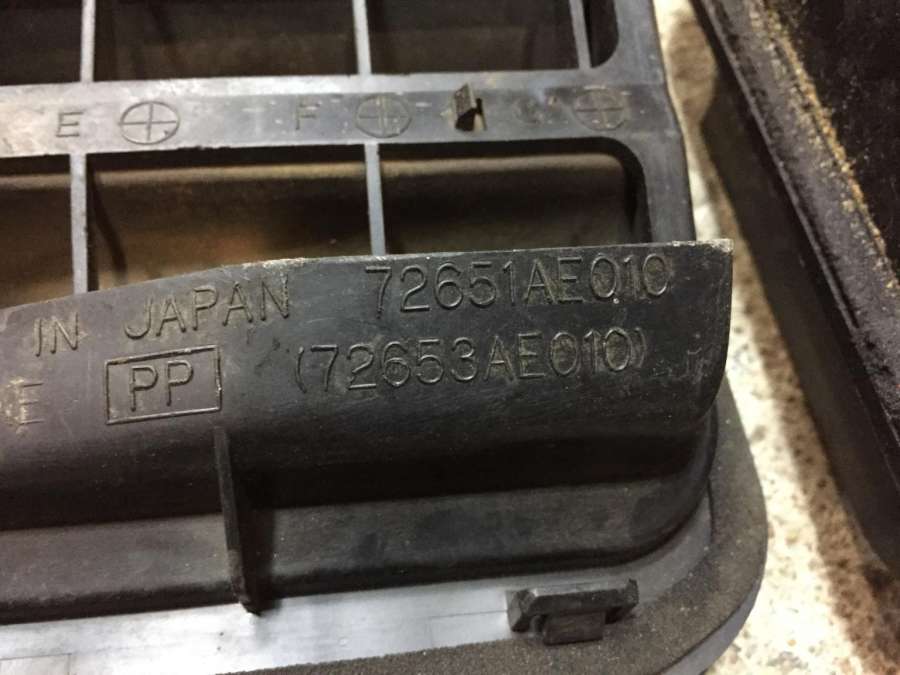 E F G
IN JAPAN 72651AE010
E PP (72653AE010)